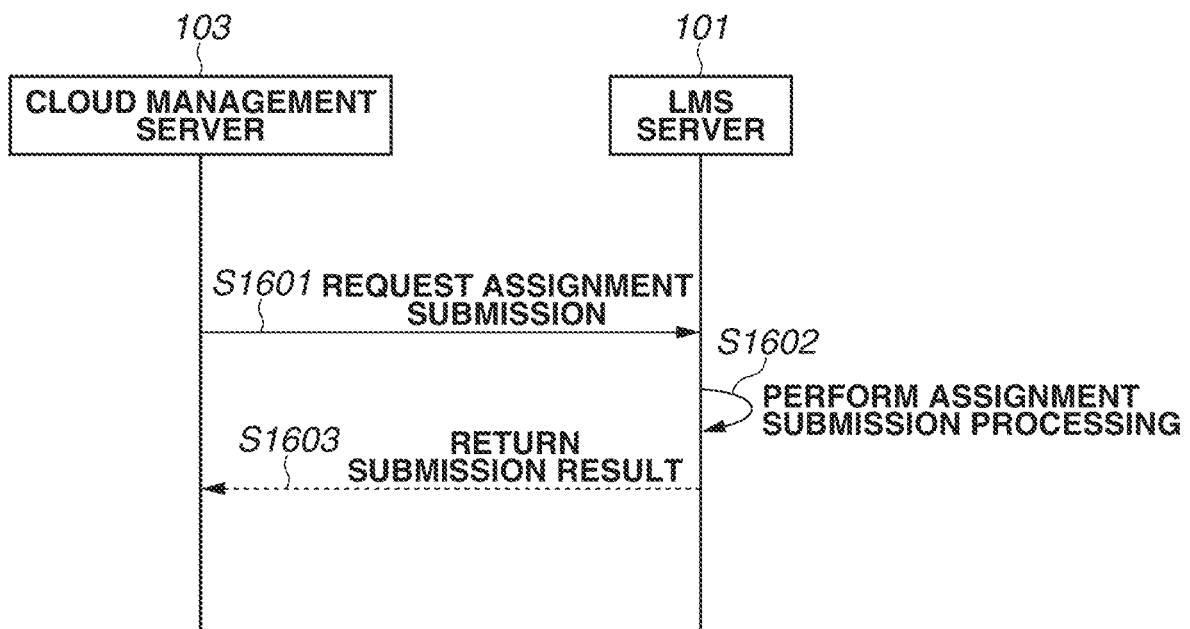 103
101
CLOUD MANAGEMENT
SERVER
LMS
SERVER
S1601
REQUEST ASSIGNMENT
SUBMISSION
S1602
PERFORM ASSIGNMENT
SUBMISSION PROCESSING
S1603
RETURN
SUBMISSION RESULT